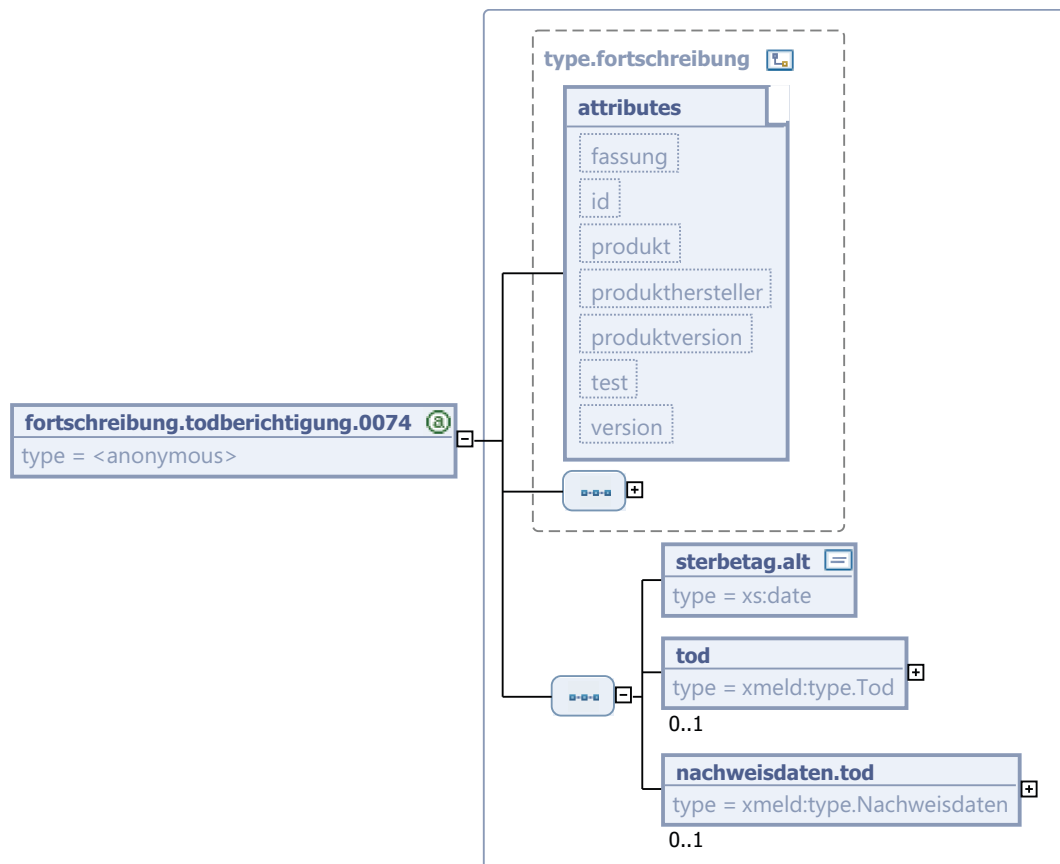 type.fortschreibung
attributes
fassung
id
produkt
produkthersteller
produktversion
test
version
fortschreibung.todberichtigung.0074
type = <anonymous>
sterbetag.alt
type = xs:date
tod
type = xmeld:type.Tod
0..1
nachweisdaten.tod
type = xmeld:type.Nachweisdaten
0..1